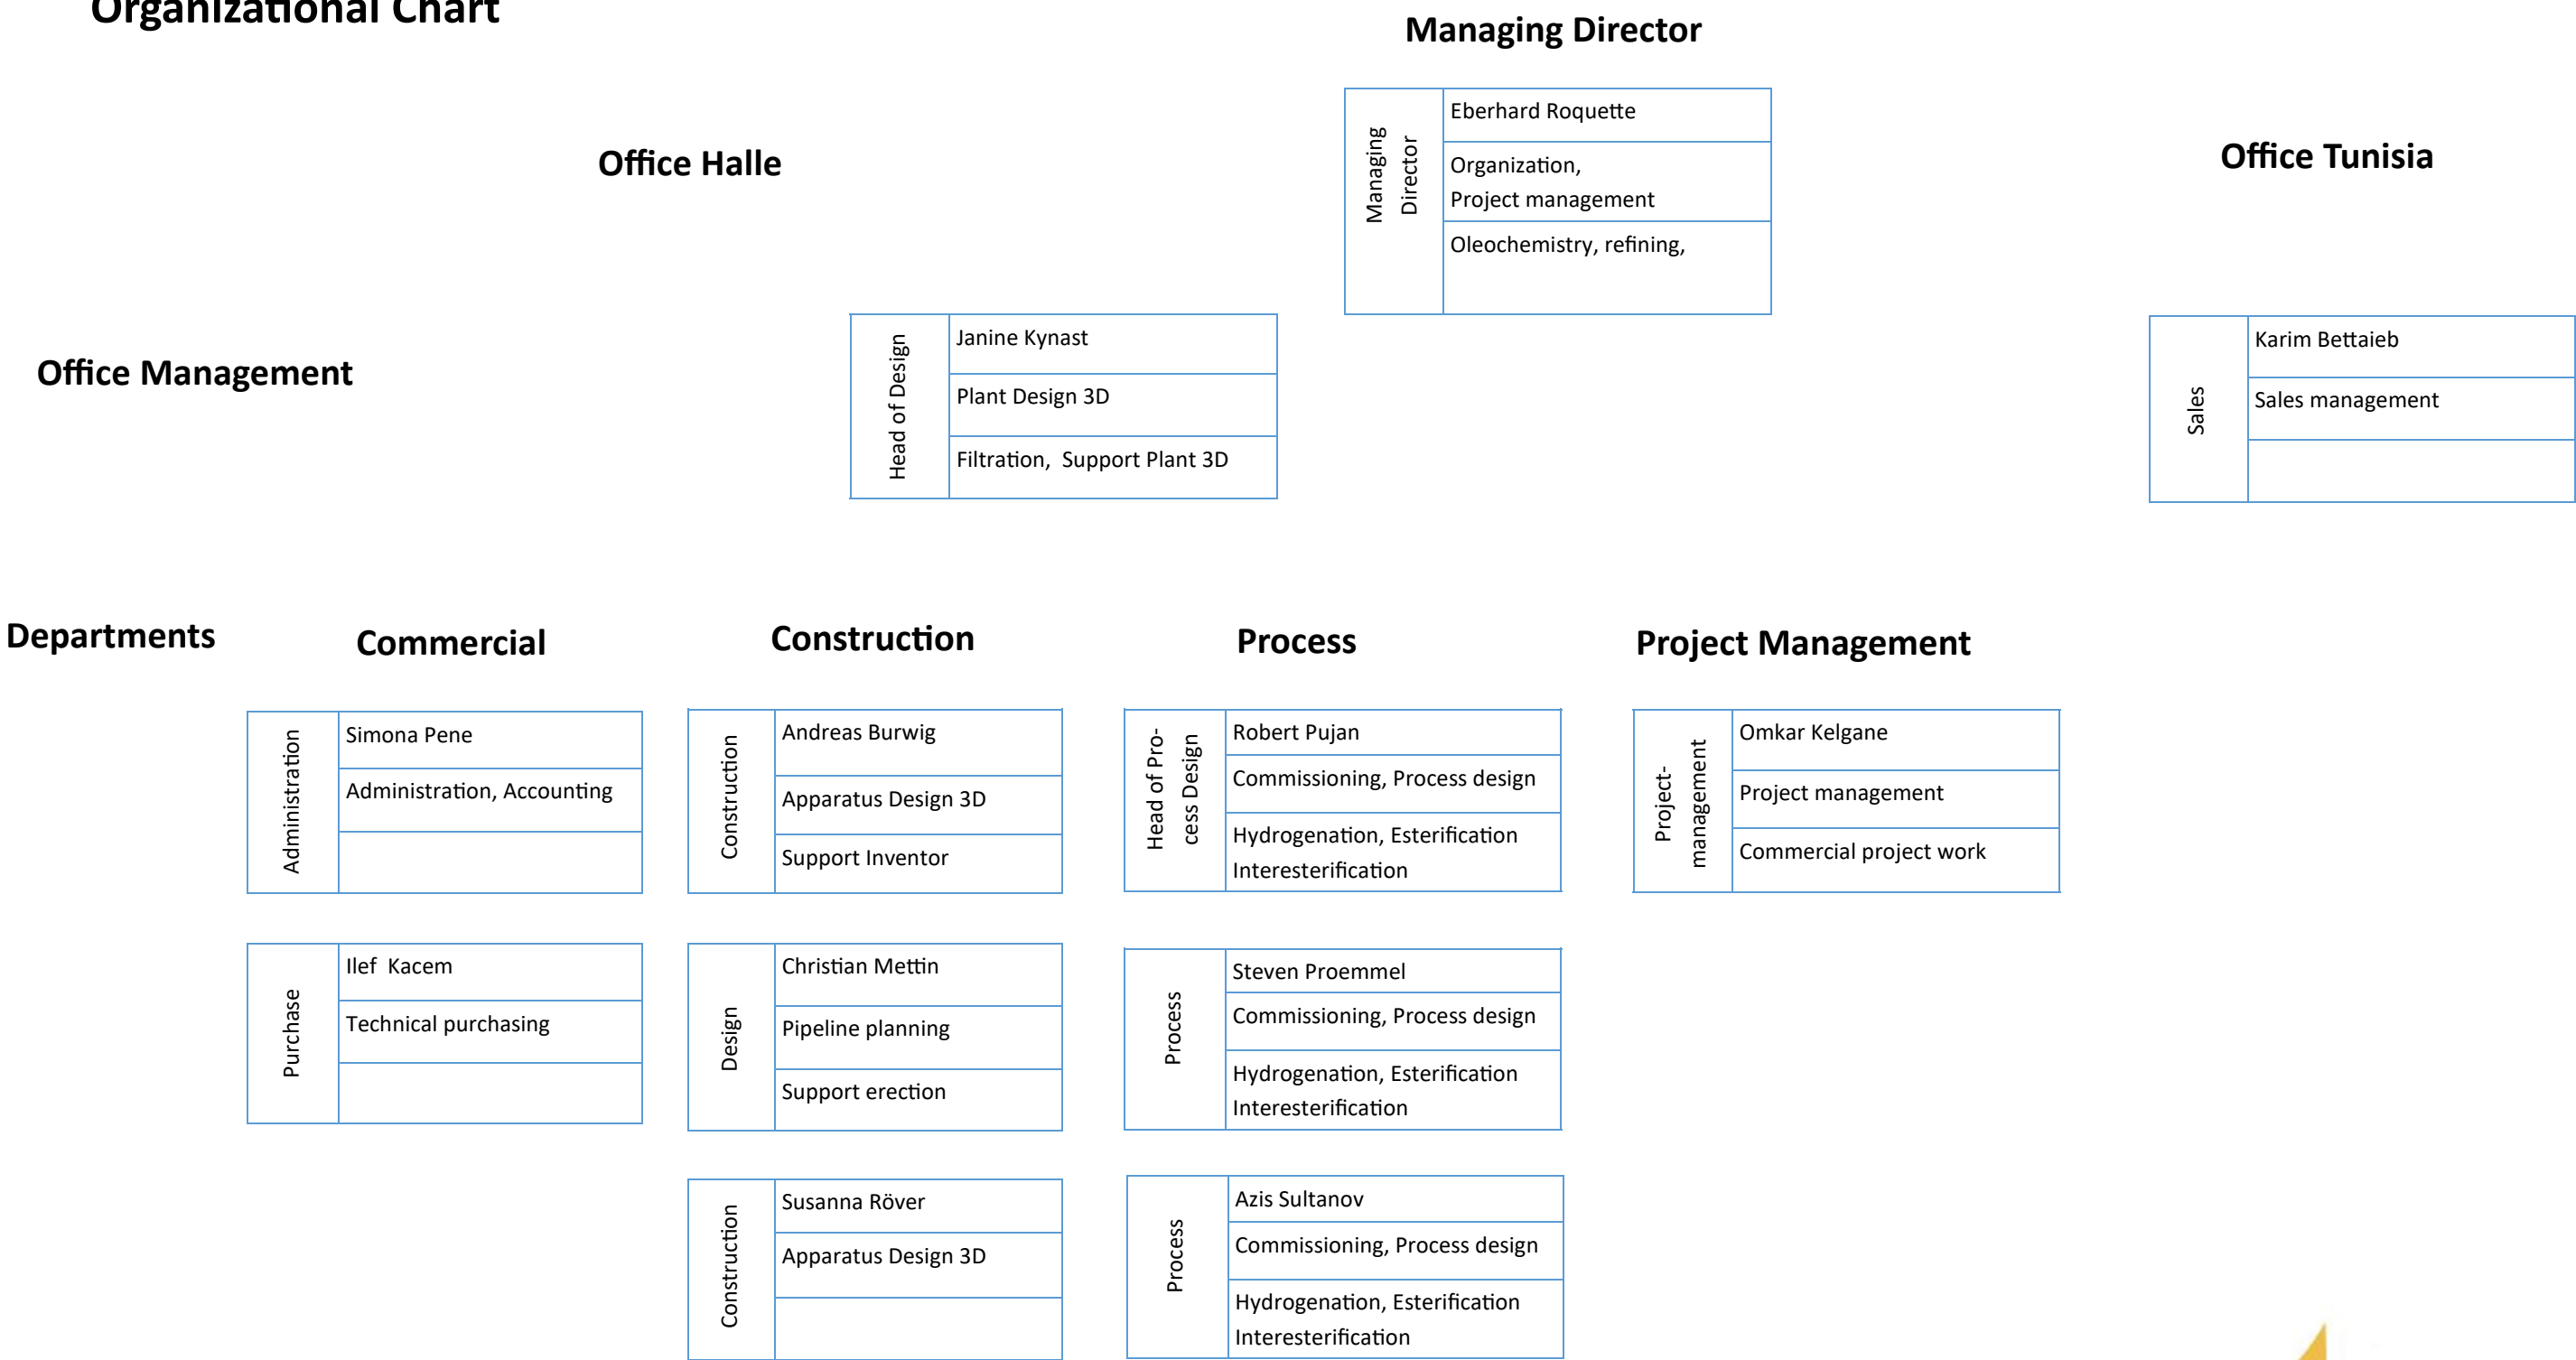 Organizational Chart
Managing Director
Office Halle
Office Tunisia
Managing
Director
Eberhard Roquette
Organization,
Project management
Oleochemistry, refining,
Office Management
Head of Design
Janine Kynast
Plant Design 3D
Filtration,  Support Plant 3D
Sales
Karim Bettaieb
Sales management
Departments
Commercial
Construction
Process
Project Management
Administration
Simona Pene
Administration, Accounting
Construction
Andreas Burwig
Apparatus Design 3D
Support Inventor
Head of Pro-
cess Design
Robert Pujan
Commissioning, Process design
Hydrogenation, Esterification
Interesterification
Project-
management
Omkar Kelgane
Project management
Commercial project work
Purchase
Ilef  Kacem
Technical purchasing
Design
Christian Mettin
Pipeline planning
Support erection
Process
Steven Proemmel
Commissioning, Process design
Hydrogenation, Esterification
Interesterification
Construction
Susanna Röver
Apparatus Design 3D
Process
Azis Sultanov
Commissioning, Process design
Hydrogenation, Esterification
Interesterification